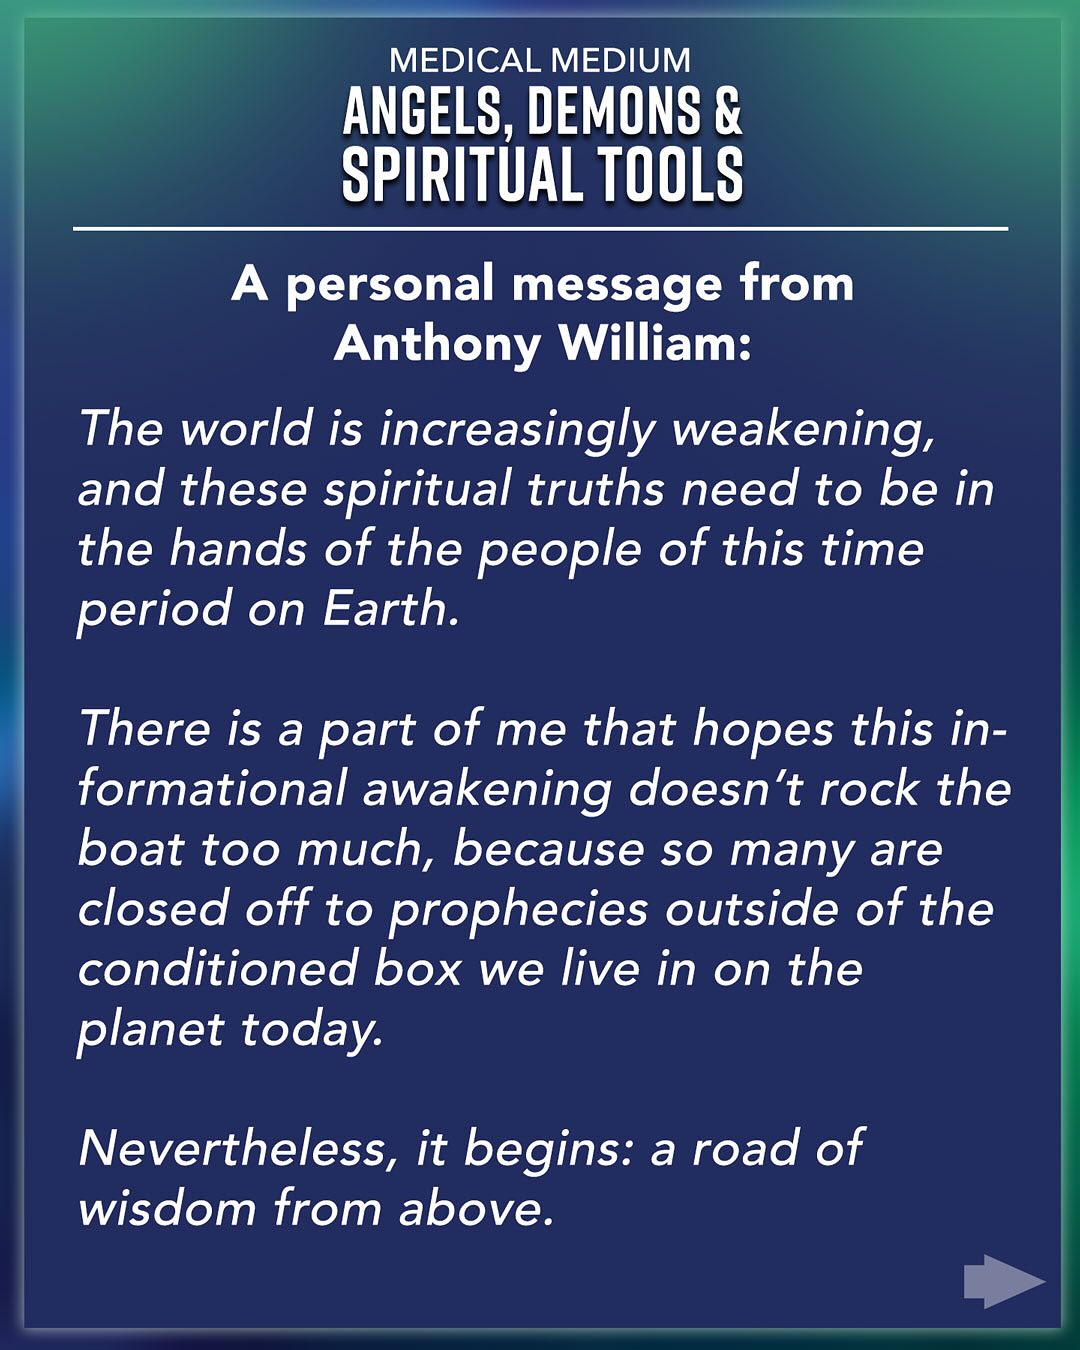 MEDICAL MEDIUM
ANGELS, DEMONS &
SPIRITUAL TOOLS
A personal message from
Anthony William:
The world is increasingly weakening,
and these spiritual truths need to be in
the hands of the people of this time
period on Earth.
There is a part of me that hopes this in-
formational awakening doesn’t rock the
boat too much, because so many are
closed off to prophecies outside of the
conditioned box we live in on the
planet today.
Nevertheless, it begins: a road of
wisdom from above.